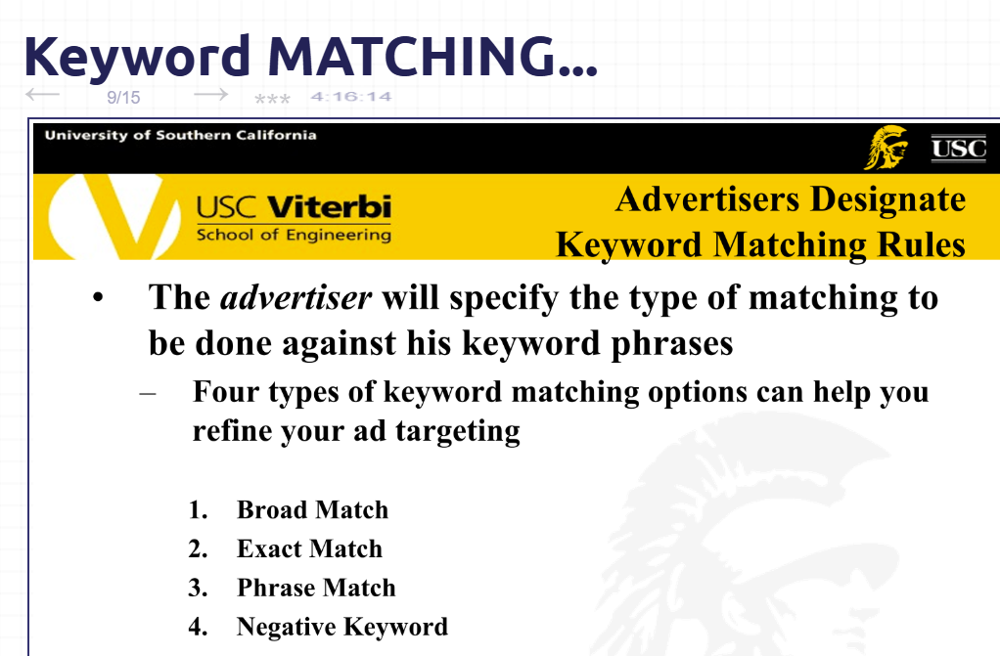 Keyword MATCHING...
9/15 *** 4:16:14
University of Southern California
USC
USC Viterbi
School of Engineering
Advertisers Designate
Keyword Matching Rules
• The advertiser will specify the type of matching to
be done against his keyword phrases
– Four types of keyword matching options can help you
refine your ad targeting
1. Broad Match
2. Exact Match
3. Phrase Match
4. Negative Keyword